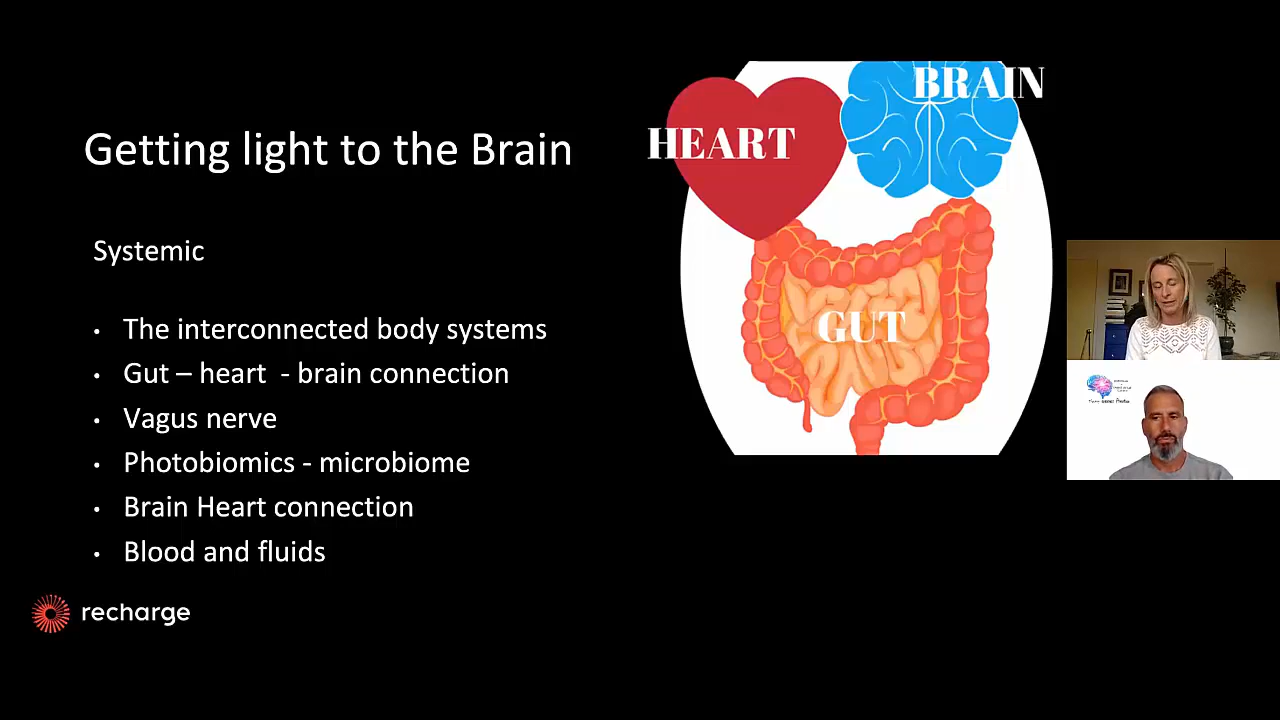 Getting light to the Brain
Systemic
• The interconnected body systems
• Gut – heart - brain connection
• Vagus nerve
• Photobiomics - microbiome
• Brain Heart connection
• Blood and fluids
recharge
HEART
BRAIN
GUT